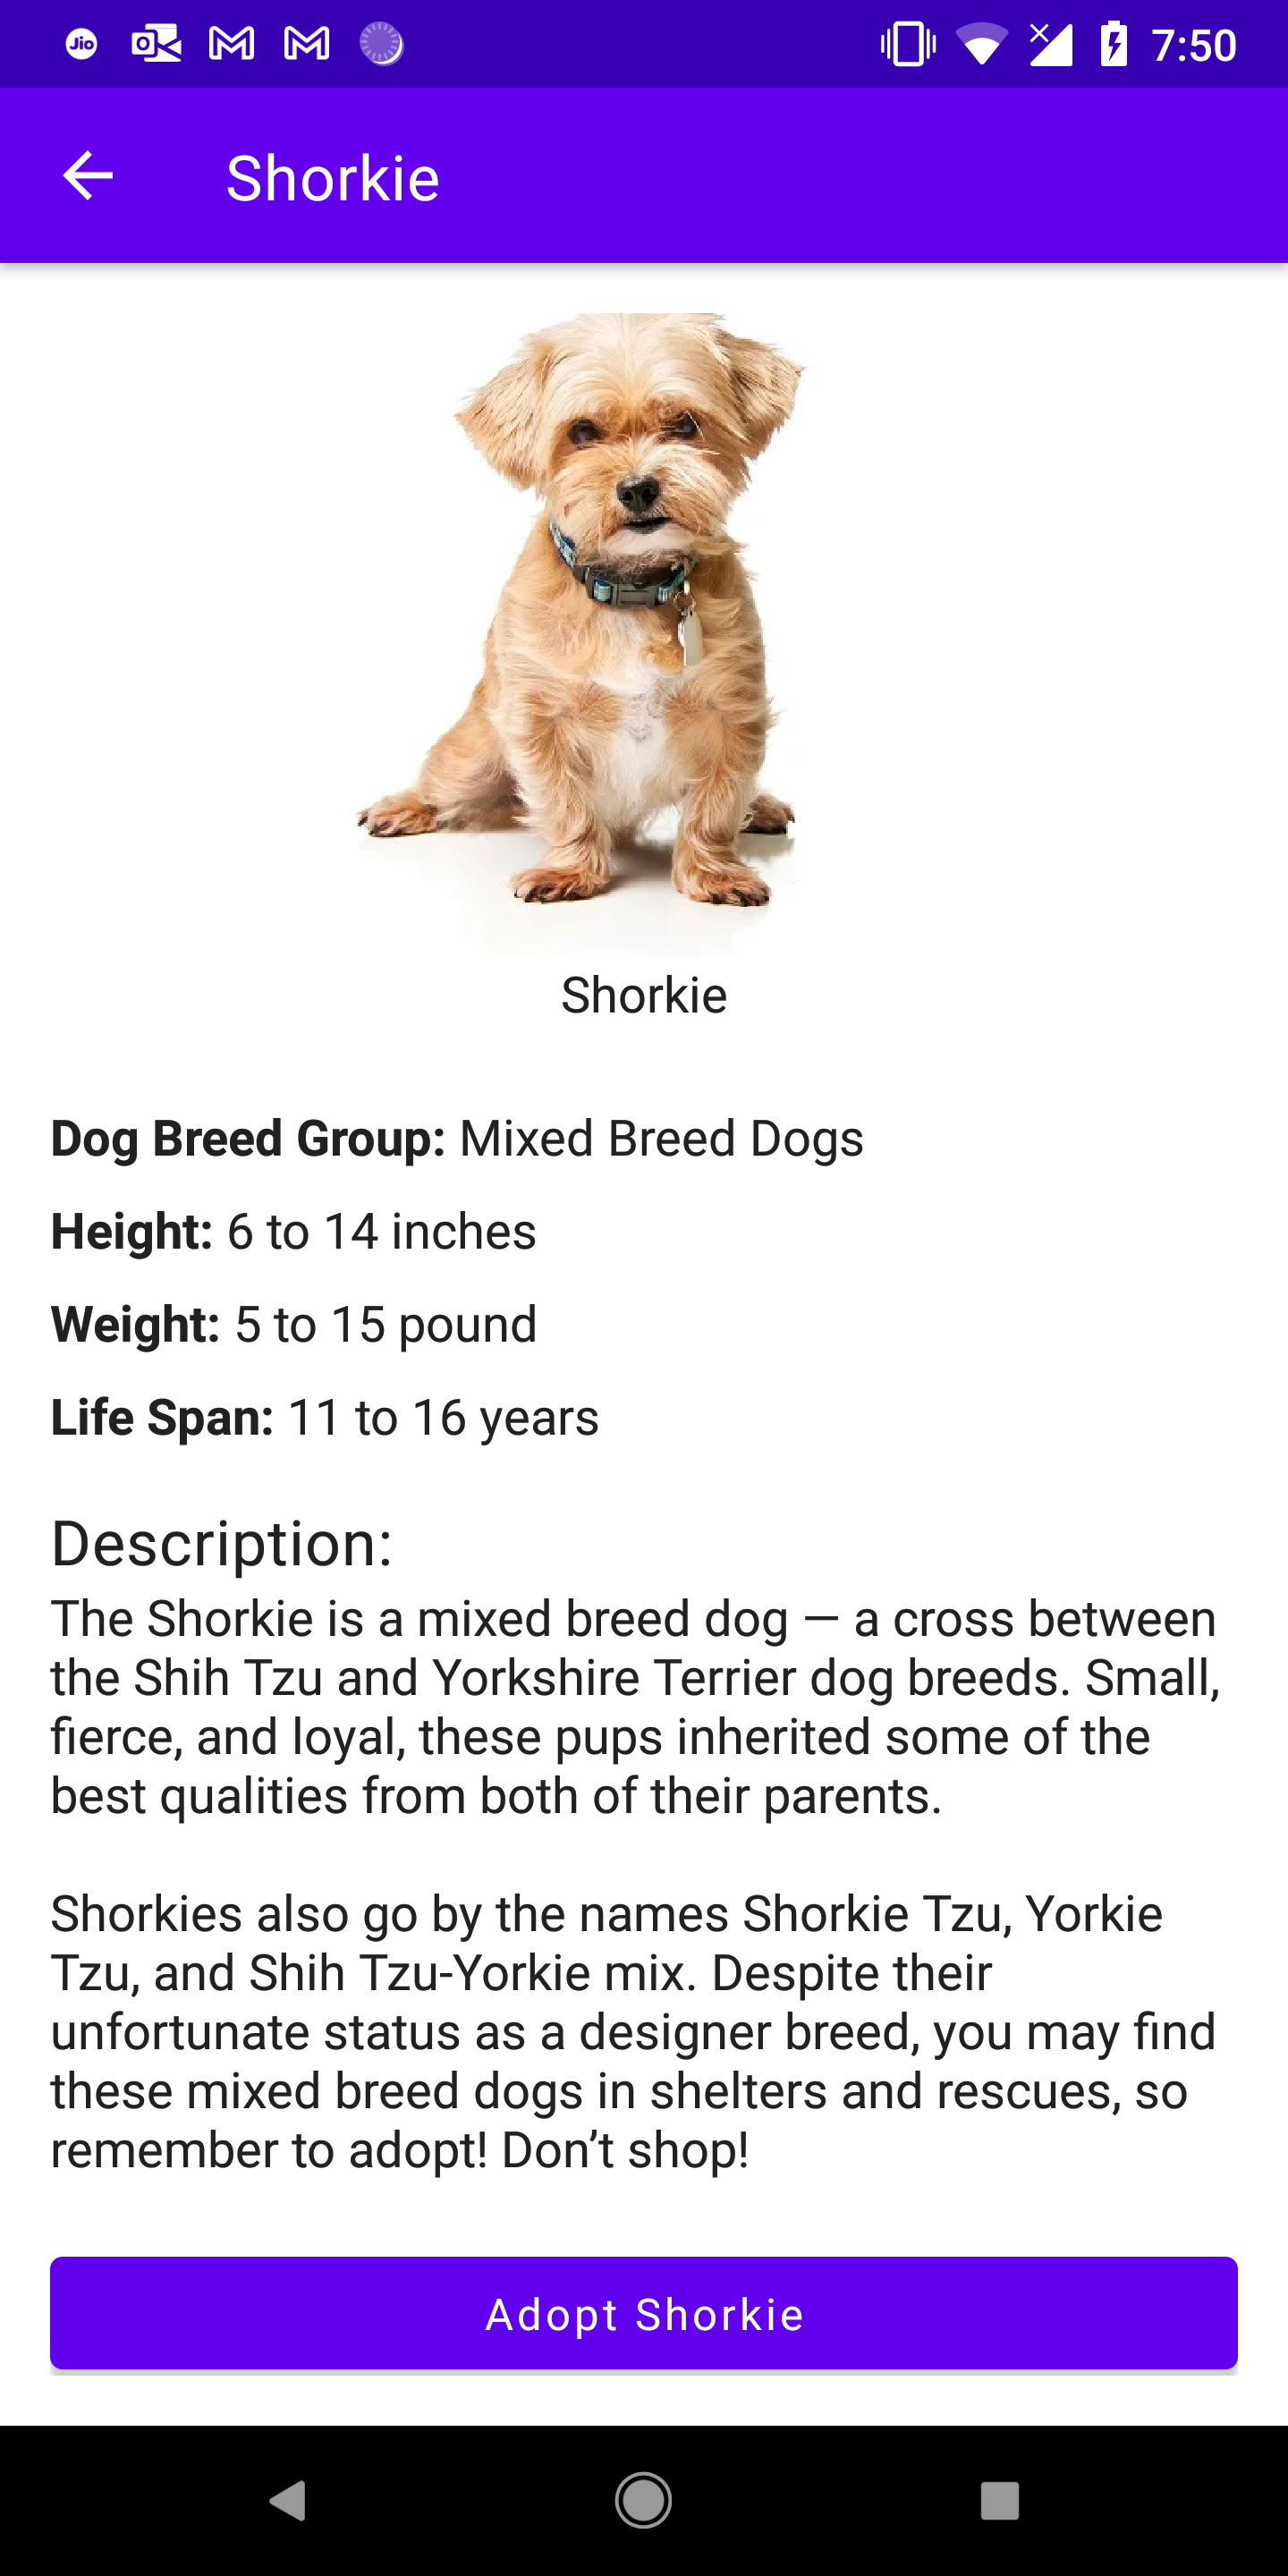 Jio
7:50
Shorkie
Shorkie
Dog Breed Group: Mixed Breed Dogs
Height: 6 to 14 inches
Weight: 5 to 15 pound
Life Span: 11 to 16 years
Description:
The Shorkie is a mixed breed dog — a cross between
the Shih Tzu and Yorkshire Terrier dog breeds. Small,
fierce, and loyal, these pups inherited some of the
best qualities from both of their parents.
Shorkies also go by the names Shorkie Tzu, Yorkie
Tzu, and Shih Tzu-Yorkie mix. Despite their
unfortunate status as a designer breed, you may find
these mixed breed dogs in shelters and rescues, so
remember to adopt! Don’t shop!
Adopt Shorkie